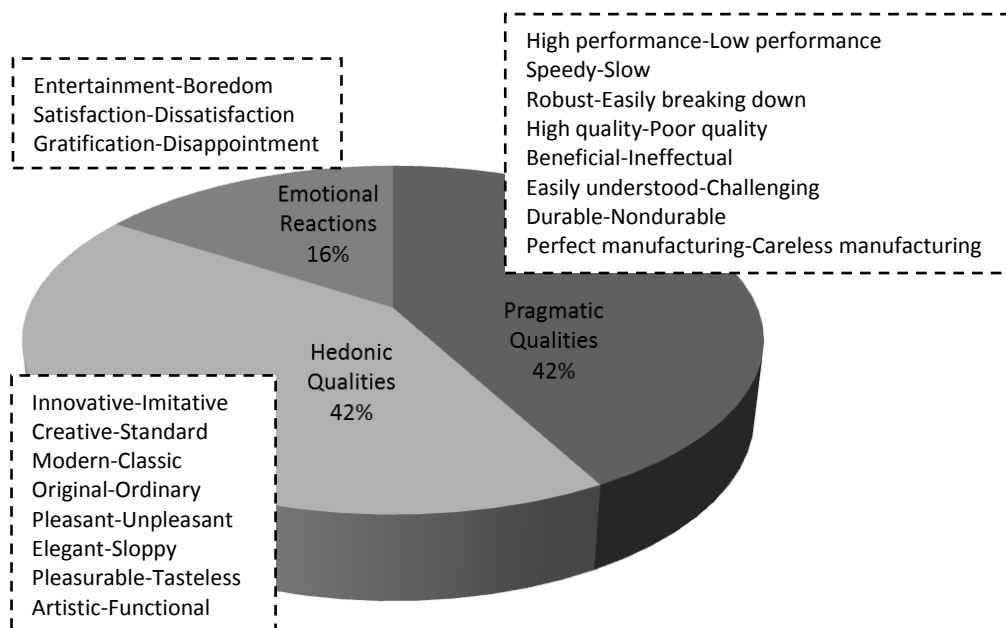 Entertainment-Boredom
Satisfaction-Dissatisfaction
Gratification-Disappointment
High performance-Low performance
Speedy-Slow
Robust-Easily breaking down
High quality-Poor quality
Beneficial-Ineffectual
Easily understood-Challenging
Durable-Nondurable
Perfect manufacturing-Careless manufacturing
Emotional
Reactions
16%
Pragmatic
Qualities
42%
Hedonic
Qualities
42%
Innovative-Imitative
Creative-Standard
Modern-Classic
Original-Ordinary
Pleasant-Unpleasant
Elegant-Sloppy
Pleasurable-Tasteless
Artistic-Functional